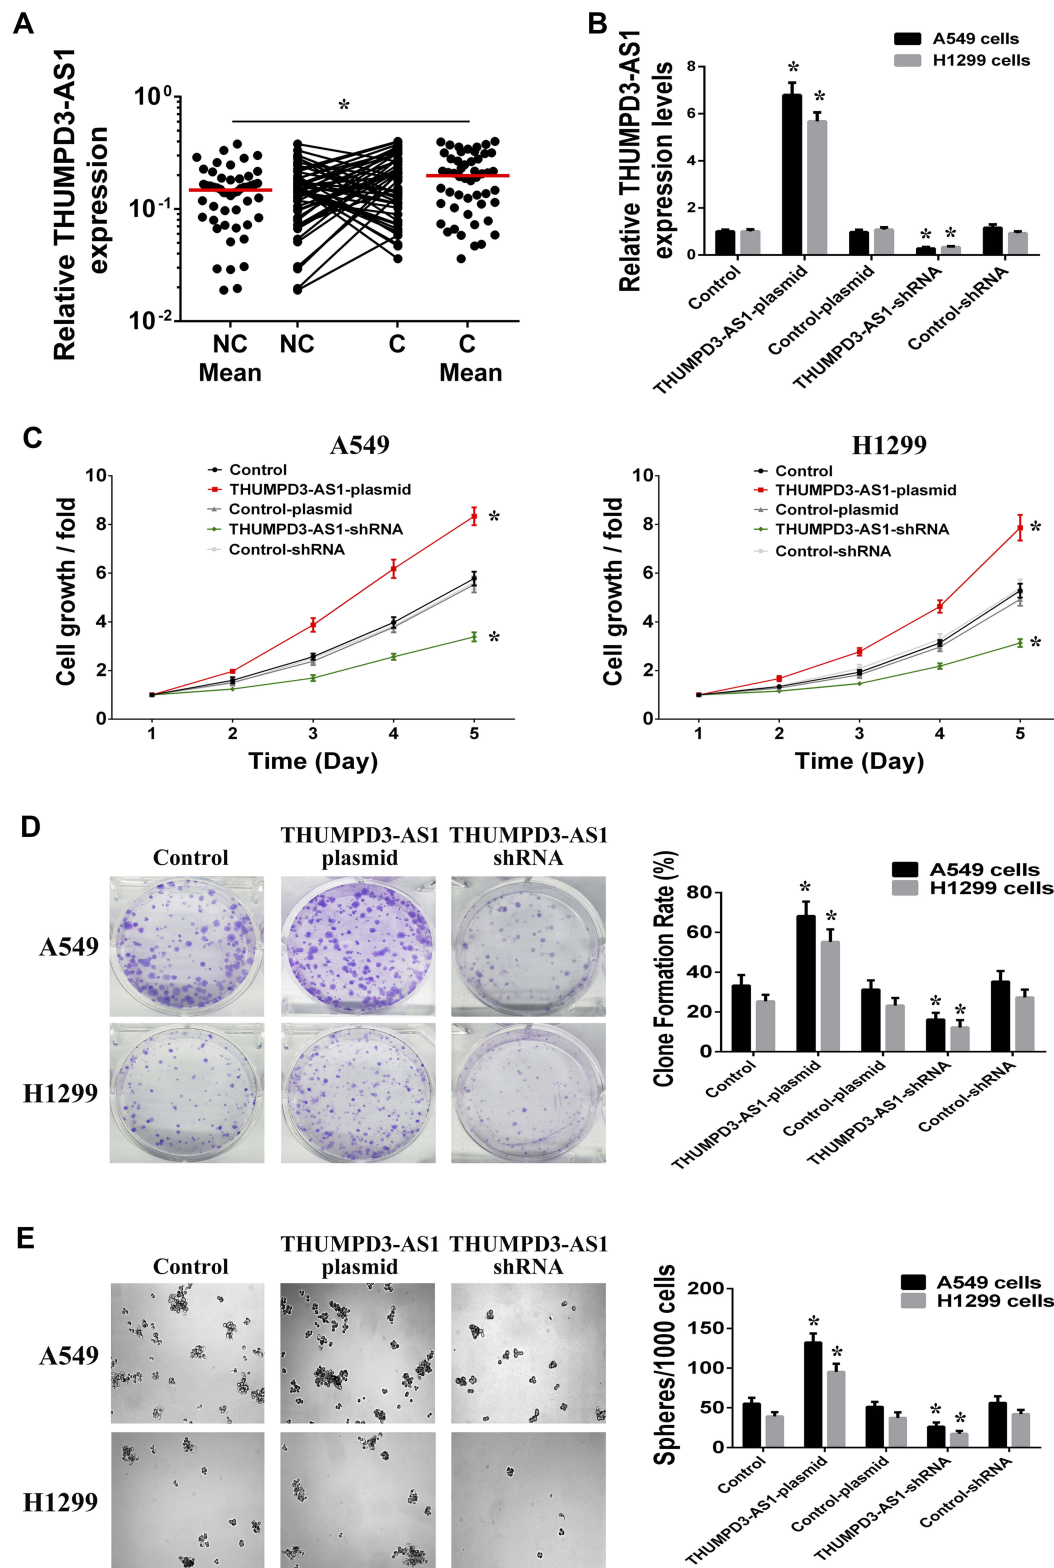 A
Relative THUMPD3-AS1
expression
10^0
10^-1
10^-2
*
NC
Mean
NC
C
C
Mean
B
Relative THUMPD3-AS1
expression levels
A549 cells
H1299 cells
8
6
4
2
0
*
*
*
*
Control
THUMPD3-AS1-plasmid
Control-plasmid
THUMPD3-AS1-shRNA
Control-shRNA
C
A549
Cell growth / fold
10
8
6
4
2
0
Control
THUMPD3-AS1-plasmid
Control-plasmid
THUMPD3-AS1-shRNA
Control-shRNA
*
*
1
2
3
4
5
Time (Day)
H1299
Cell growth / fold
10
8
6
4
2
0
Control
THUMPD3-AS1-plasmid
Control-plasmid
THUMPD3-AS1-shRNA
Control-shRNA
*
*
1
2
3
4
5
Time (Day)
D
Control
THUMPD3-AS1
plasmid
THUMPD3-AS1
shRNA
A549
H1299
Clone Formation Rate (%)
A549 cells
H1299 cells
80
60
40
20
0
*
*
*
*
Control
THUMPD3-AS1-plasmid
Control-plasmid
THUMPD3-AS1-shRNA
Control-shRNA
E
Control
THUMPD3-AS1
plasmid
THUMPD3-AS1
shRNA
A549
H1299
Spheres/1000 cells
A549 cells
H1299 cells
200
150
100
50
0
*
*
*
*
Control
THUMPD3-AS1-plasmid
Control-plasmid
THUMPD3-AS1-shRNA
Control-shRNA